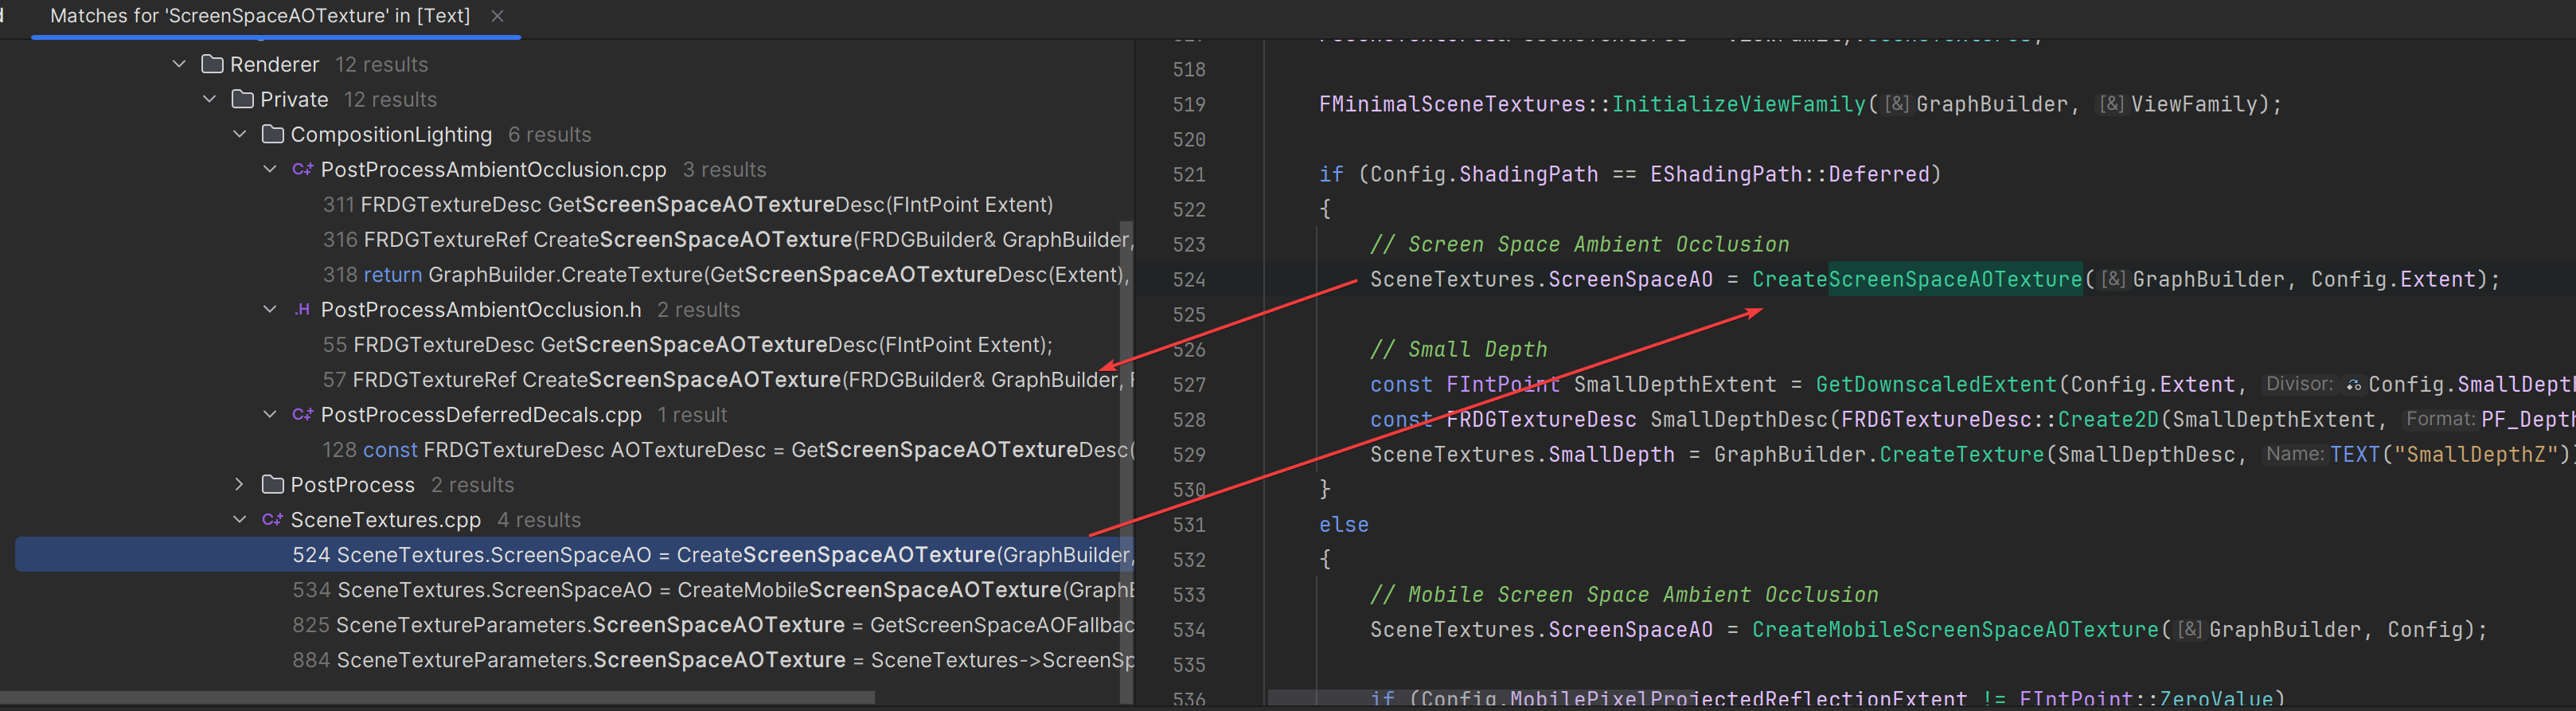 Matches for 'ScreenSpaceAOTexture' in [Text]
Renderer 12 results
Private 12 results
CompositionLighting 6 results
C++ PostProcessAmbientOcclusion.cpp 3 results
311 FRDGTextureDesc GetScreenSpaceAOTextureDesc(FIntPoint Extent)
316 FRDGTextureRef CreateScreenSpaceAOTexture(FRDGBuilder& GraphBuilder,
318 return GraphBuilder.CreateTexture(GetScreenSpaceAOTextureDesc(Extent),
.H PostProcessAmbientOcclusion.h 2 results
55 FRDGTextureDesc GetScreenSpaceAOTextureDesc(FIntPoint Extent);
57 FRDGTextureRef CreateScreenSpaceAOTexture(FRDGBuilder& GraphBuilder, F
C++ PostProcessDeferredDecals.cpp 1 result
128 const FRDGTextureDesc AOTextureDesc = GetScreenSpaceAOTextureDesc(
PostProcess 2 results
C++ SceneTextures.cpp 4 results
524 SceneTextures.ScreenSpaceAO = CreateScreenSpaceAOTexture(GraphBuilder,
534 SceneTextures.ScreenSpaceAO = CreateMobileScreenSpaceAOTexture(GraphB
825 SceneTextureParameters.ScreenSpaceAOTexture = GetScreenSpaceAOFallbac
884 SceneTextureParameters.ScreenSpaceAOTexture = SceneTextures->ScreenSp
518
519 FMinimalSceneTextures::InitializeViewFamily([&]GraphBuilder, [&]ViewFamily);
520
521 if (Config.ShadingPath == EShadingPath::Deferred)
522 {
523 // Screen Space Ambient Occlusion
524 SceneTextures.ScreenSpaceAO = CreateScreenSpaceAOTexture([&]GraphBuilder, Config.Extent);
525
526 // Small Depth
527 const FIntPoint SmallDepthExtent = GetDownscaledExtent(Config.Extent, Divisor: Config.SmallDepth
528 const FRDGTextureDesc SmallDepthDesc(FRDGTextureDesc::Create2D(SmallDepthExtent, Format: PF_Depth
529 SceneTextures.SmallDepth = GraphBuilder.CreateTexture(SmallDepthDesc, Name: TEXT("SmallDepthZ"))
530 }
531 else
532 {
533 // Mobile Screen Space Ambient Occlusion
534 SceneTextures.ScreenSpaceAO = CreateMobileScreenSpaceAOTexture([&]GraphBuilder, Config);
535
536 if (Config.MobilePixelProjectedReflectionExtent != FIntPoint::ZeroValue)